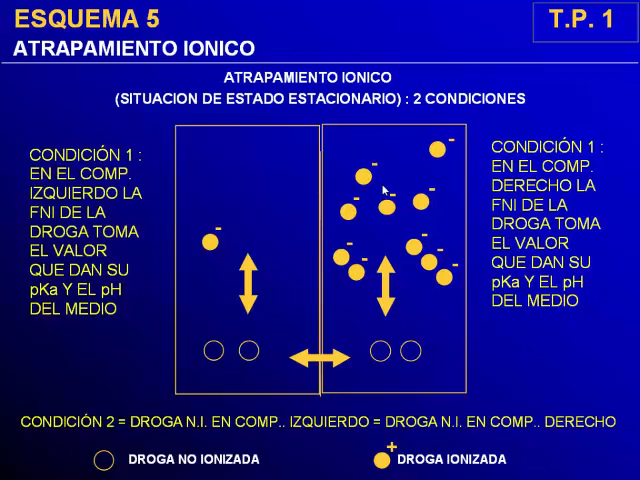 ESQUEMA 5
T.P. 1
ATRAPAMIENTO IONICO
ATRAPAMIENTO IONICO
(SITUACION DE ESTADO ESTACIONARIO) : 2 CONDICIONES
CONDICIÓN 1 :
EN EL COMP.
IZQUIERDO LA
FNI DE LA
DROGA TOMA
EL VALOR
QUE DAN SU
pKa Y EL pH
DEL MEDIO
CONDICIÓN 1 :
EN EL COMP.
DERECHO LA
FNI DE LA
DROGA TOMA
EL VALOR
QUE DAN SU
pKa Y EL pH
DEL MEDIO
CONDICIÓN 2 = DROGA N.I. EN COMP.. IZQUIERDO = DROGA N.I. EN COMP.. DERECHO
DROGA NO IONIZADA
DROGA IONIZADA